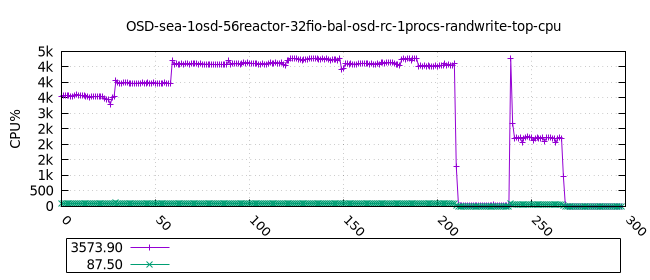 OSD-sea-1osd-56reactor-32fio-bal-osd-rc-1procs-randwrite-top-cpu
5k
4k
4k
4k
3k
2k
2k
2k
1k
500
0
CPU%
0 50 100 150 200 250 300
3573.90
87.50